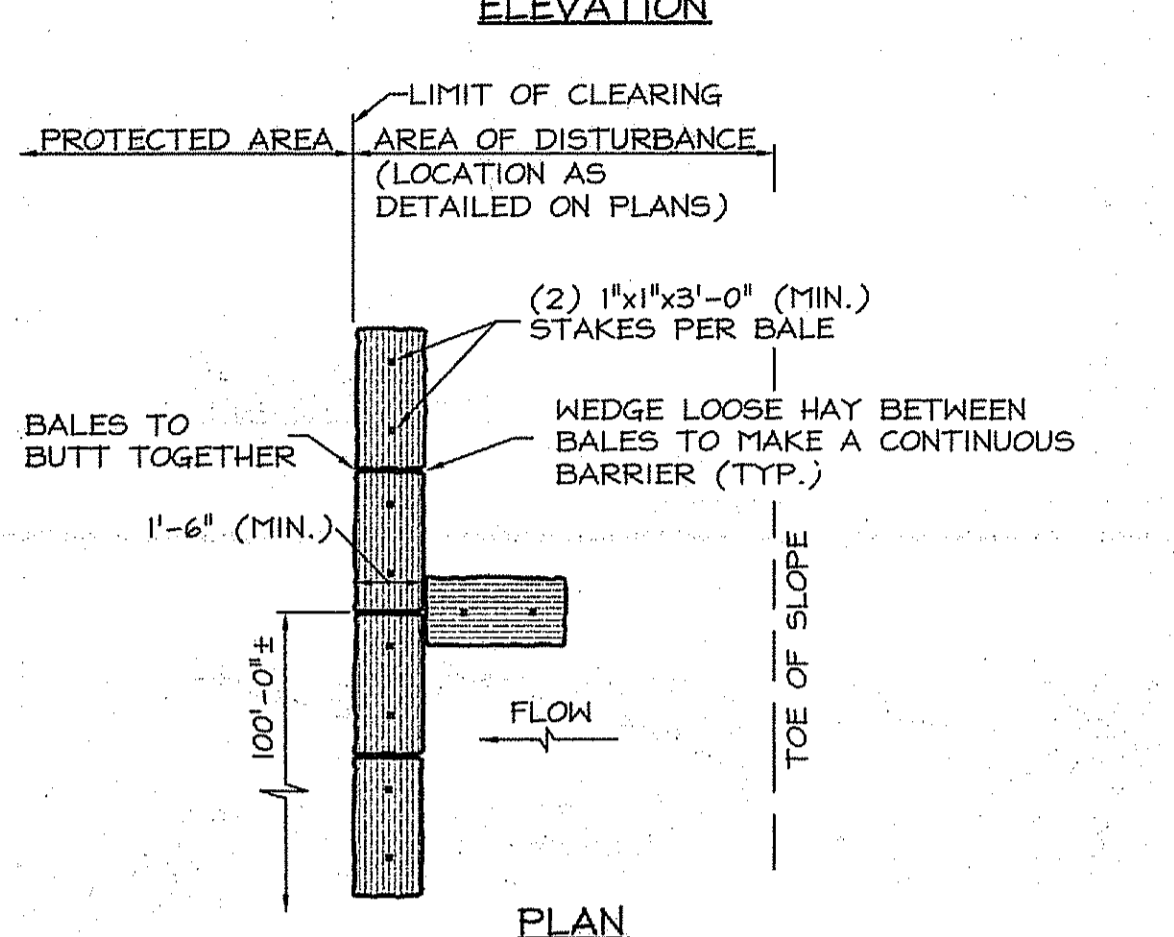 ELEVATION
LIMIT OF CLEARING
PROTECTED AREA
AREA OF DISTURBANCE
(LOCATION AS
DETAILED ON PLANS)
(2) 1"x1"x3'-0" (MIN.)
STAKES PER BALE
BALES TO
BUTT TOGETHER
WEDGE LOOSE HAY BETWEEN
BALES TO MAKE A CONTINUOUS
BARRIER (TYP.)
1'-6" (MIN.)
100'-0"±
FLOW
TOE OF SLOPE
PLAN